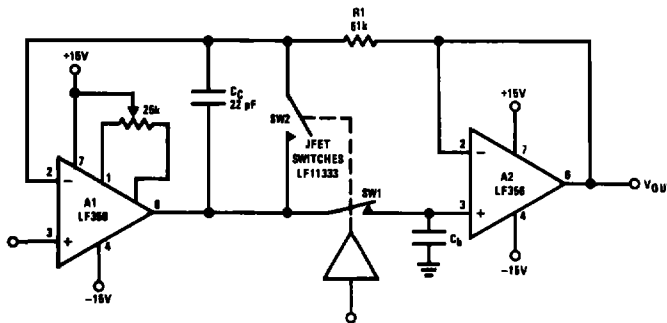 R1
51k
+15V
25k
CC
22 pF
SW2
JFET
SWITCHES
LF11333
SW1
+15V
2
7
1
A1
LF356
6
3
4
-15V
2
7
A2
LF356
6
3
4
-15V
VOU
Ch